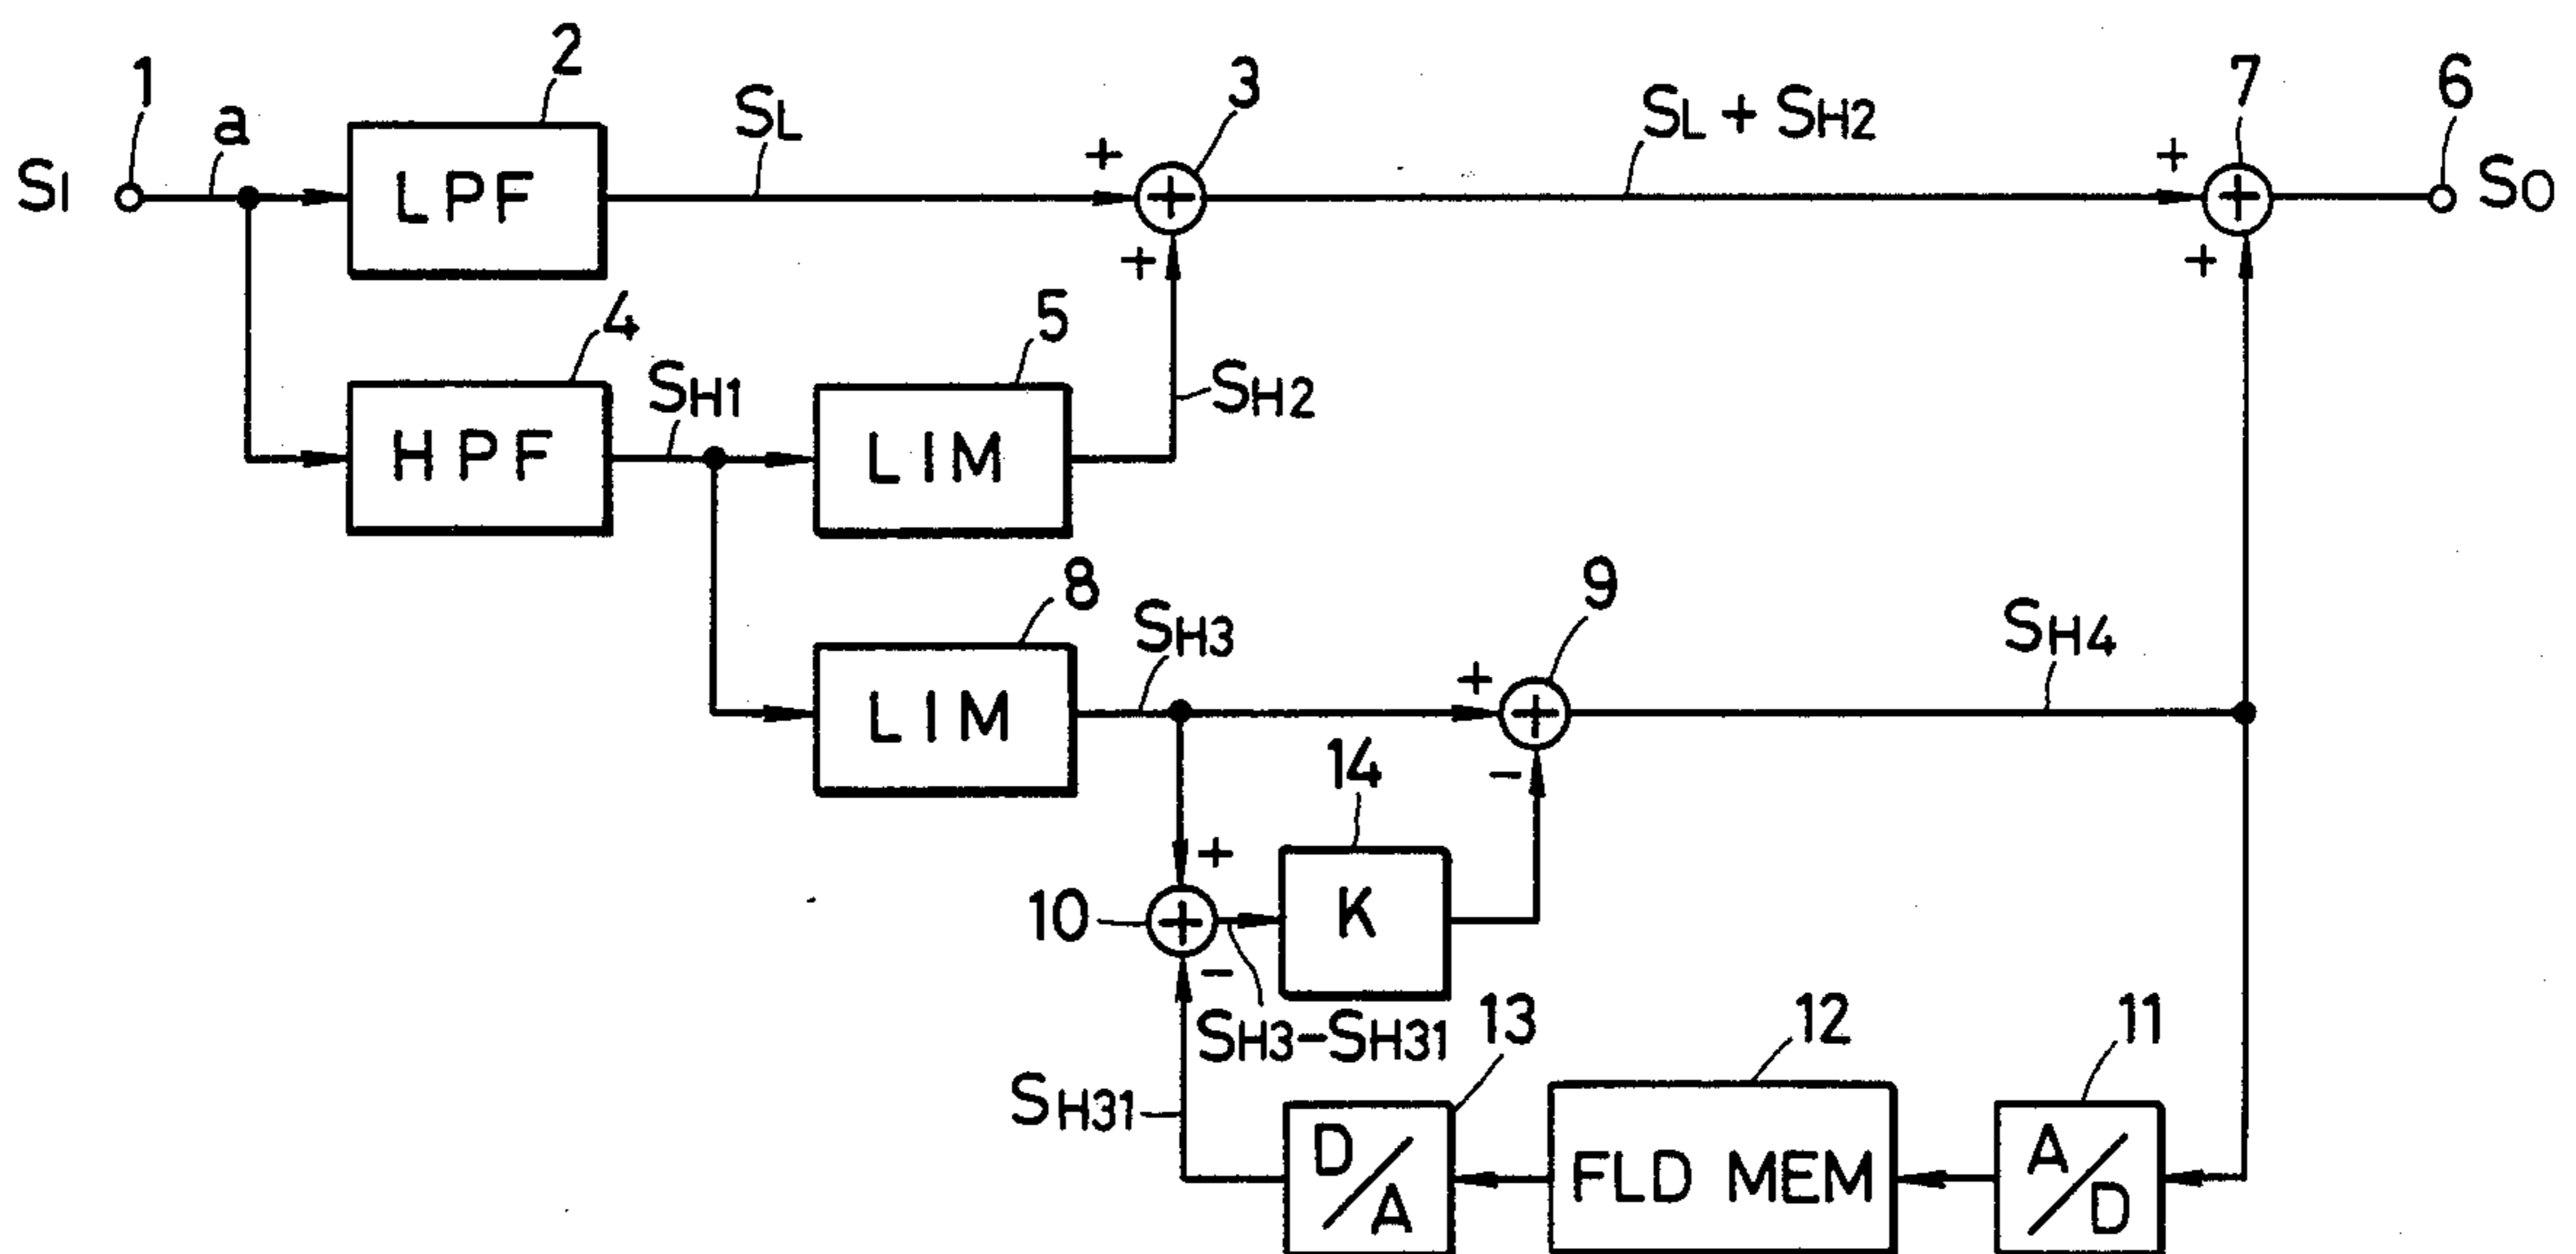 1
a
2
SL
3
SL + SH2
7
6
SI
LPF
+
+
+
+
SO
+
+
4
5
SH1
SH2
HPF
LIM
8
SH3
9
SH4
LIM
+
+
-
14
+
10
+
K
-
SH3-SH31
13
12
11
SH31
D/A
FLD MEM
A/D